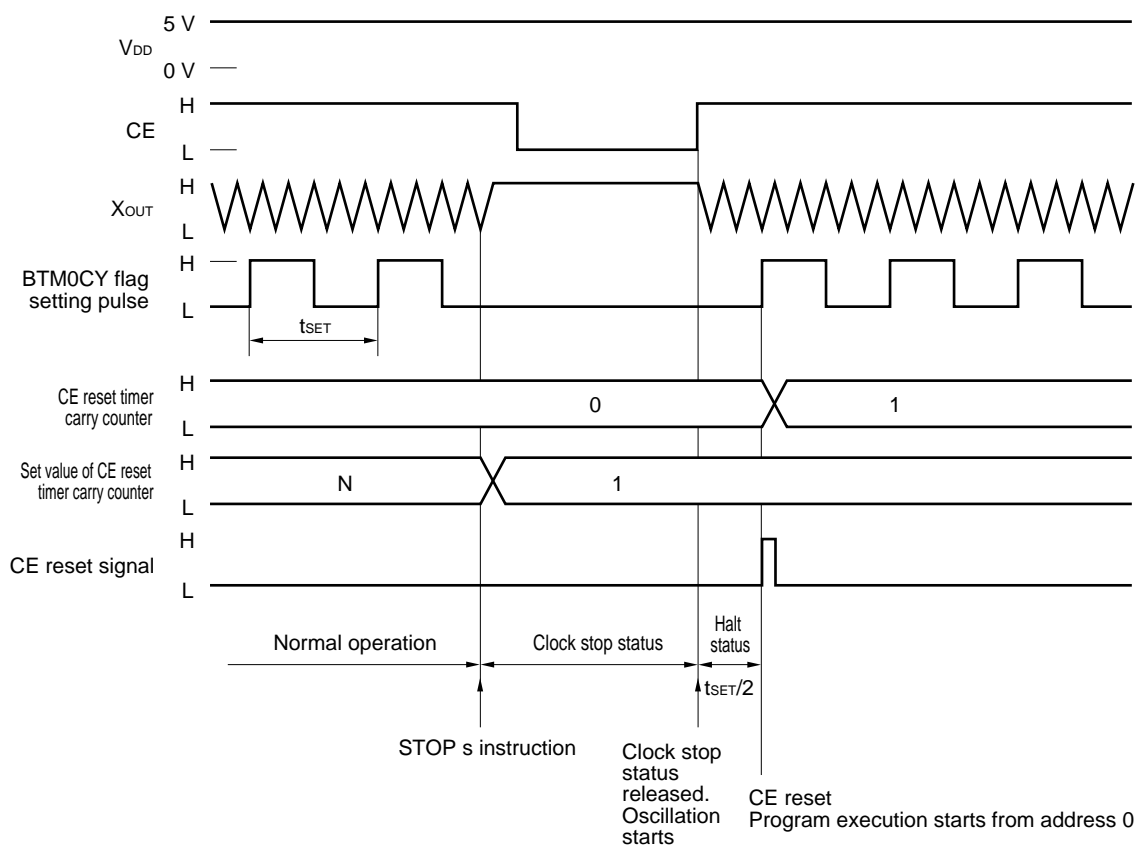 5 V
VDD
0 V
H
CE
L
H
XOUT
L
H
BTM0CY flag
setting pulse
L
tSET
H
CE reset timer
carry counter
0
1
L
H
Set value of CE reset
timer carry counter
N
1
L
H
CE reset signal
L
Normal operation
Clock stop status
Halt
status
tSET/2
STOP s instruction
Clock stop
status
released.
Oscillation
starts
CE reset
Program execution starts from address 0